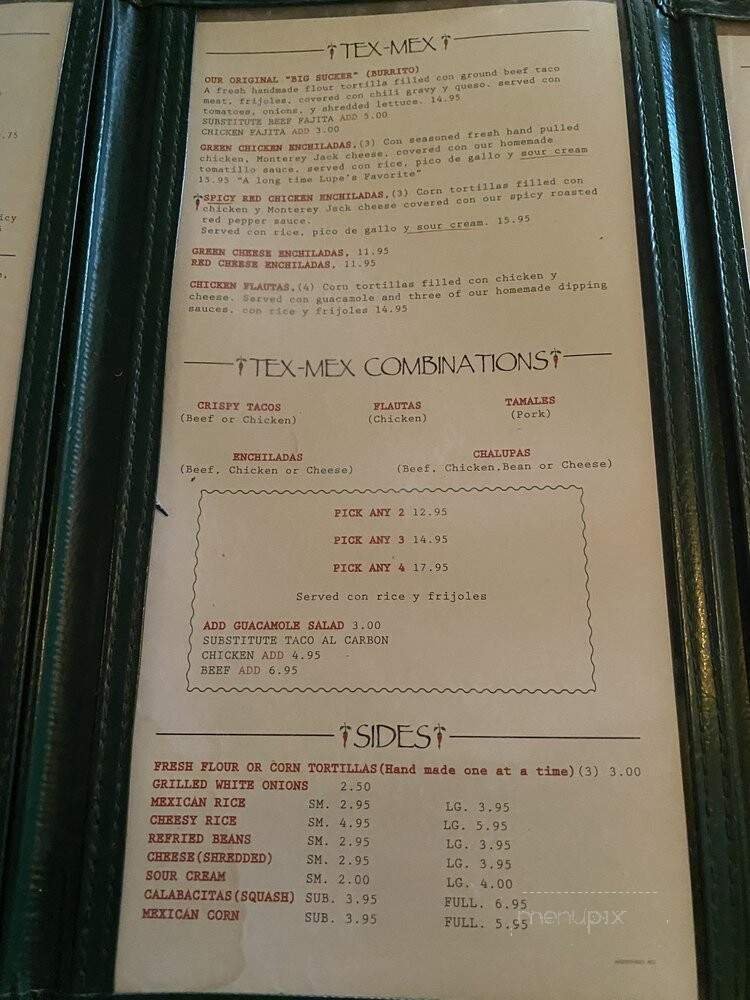 .75
icy
TEX-MEX
OUR ORIGINAL "BIG SUCKER" (BURRITO)
A fresh handmade flour tortilla filled con ground beef taco
meat, frijoles, covered con chili gravy y queso. served con
tomatoes, onions, y shredded lettuce. 14.95
SUBSTITUTE BEEF FAJITA ADD 5.00
CHICKEN FAJITA ADD 3.00
GREEN CHICKEN ENCHILADAS,(3) Con seasoned fresh hand pulled
chicken, Monterey Jack cheese, covered con our homemade
tomatillo sauce, served con rice, pico de gallo y sour cream
15.95 "A long time Lupe's Favorite"
SPICY RED CHICKEN ENCHILADAS,(3) Corn tortillas filled con
chicken y Monterey Jack cheese covered con our spicy roasted
red pepper sauce.
Served con rice, pico de gallo y sour cream. 15.95
GREEN CHEESE ENCHILADAS, 11.95
RED CHEESE ENCHILADAS, 11.95
CHICKEN FLAUTAS,(4) Corn tortillas filled con chicken y
cheese. Served con guacamole and three of our homemade dipping
sauces, con rice y frijoles 14.95
TEX-MEX COMBINATIONS
CRISPY TACOS FLAUTAS TAMALES
(Beef or Chicken) (Chicken) (Pork)
ENCHILADAS CHALUPAS
(Beef, Chicken or Cheese) (Beef, Chicken,Bean or Cheese)
PICK ANY 2 12.95
PICK ANY 3 14.95
PICK ANY 4 17.95
Served con rice y frijoles
ADD GUACAMOLE SALAD 3.00
SUBSTITUTE TACO AL CARBON
CHICKEN ADD 4.95
BEEF ADD 6.95
SIDES
FRESH FLOUR OR CORN TORTILLAS(Hand made one at a time)(3) 3.00
GRILLED WHITE ONIONS 2.50
MEXICAN RICE SM. 2.95 LG. 3.95
CHEESY RICE SM. 4.95 LG. 5.95
REFRIED BEANS SM. 2.95 LG. 3.95
CHEESE(SHREDDED) SM. 2.95 LG. 3.95
SOUR CREAM SM. 2.00 LG. 4.00
CALABACITAS(SQUASH) SUB. 3.95 FULL. 6.95
MEXICAN CORN SUB. 3.95 FULL. 5.95
menupix